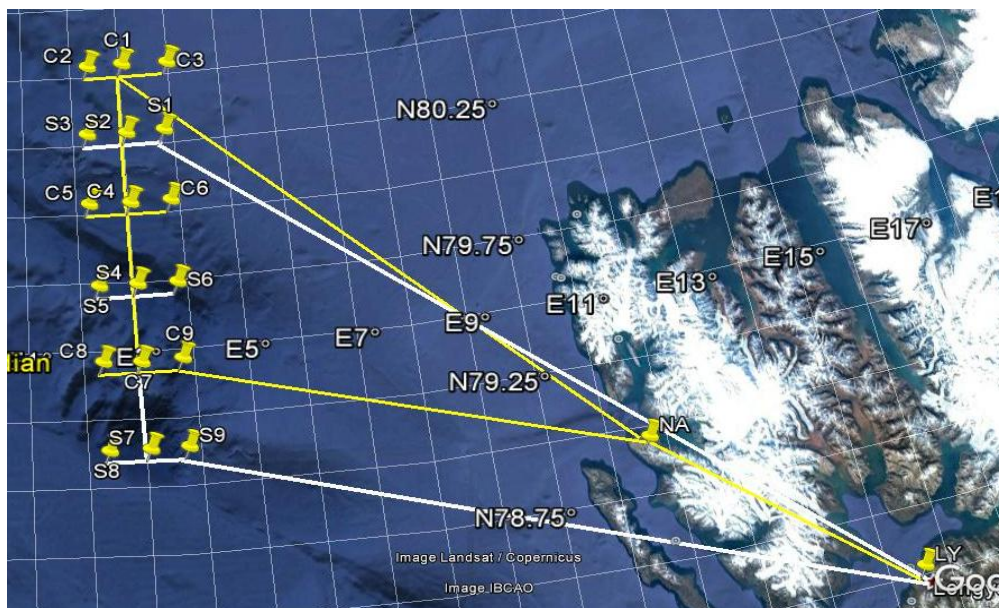 C1
C2
C3
S1
S3
S2
N80.25°
C5
C4
C6
E17°
N79.75°
E15°
S4
S6
E13°
S5
E11°
E9°
C8
C9
E5°
E7°
lian
C7
N79.25°
NA
S7
S9
S8
N78.75°
Image Landsat / Copernicus
LY
Image IBCAO